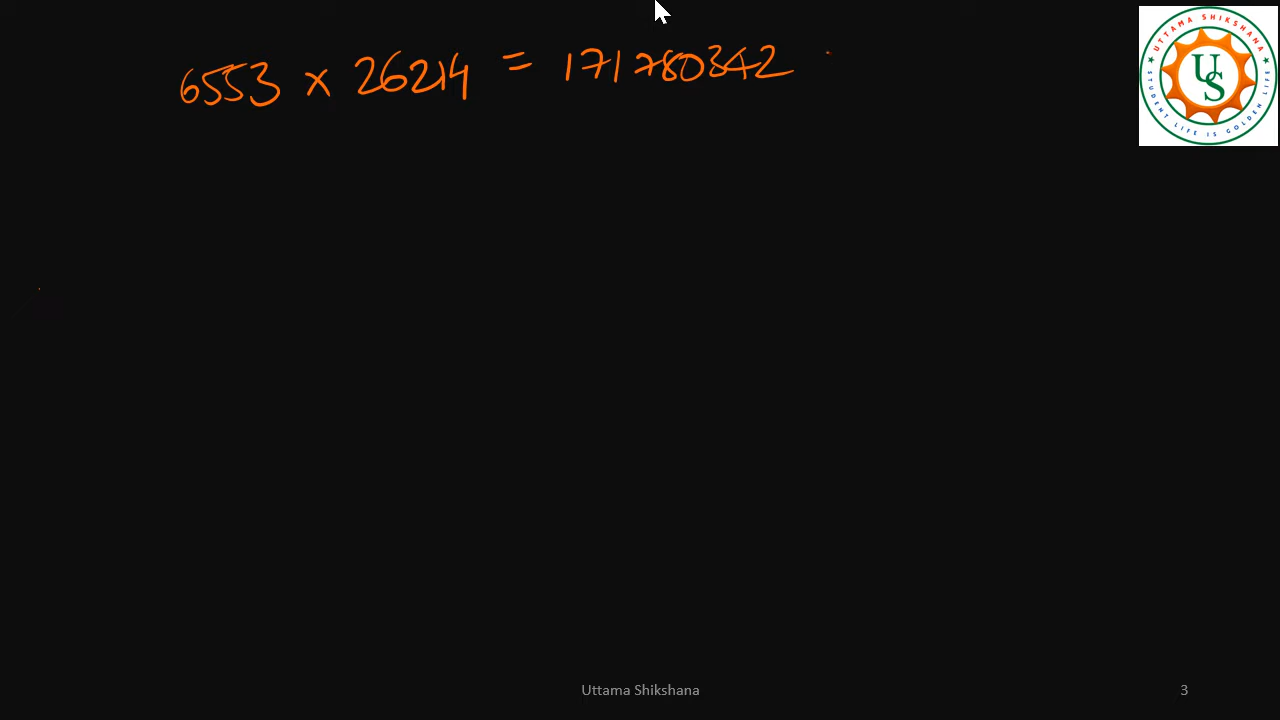 6553 x 26214 = 171780342
UTTAMA SHIKSHANA
US
STUDENT LIFE IS GOLDEN LIFE
Uttama Shikshana
3